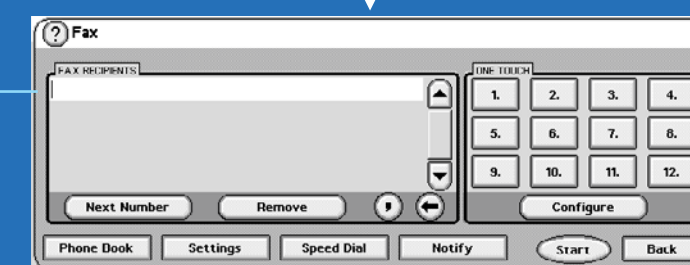 ? Fax
FAX RECIPIENTS
ONE TOUCH
1. 2. 3. 4.
5. 6. 7. 8.
9. 10. 11. 12.
Next Number Remove , Configure
Phone Book Settings Speed Dial Notify Start Back